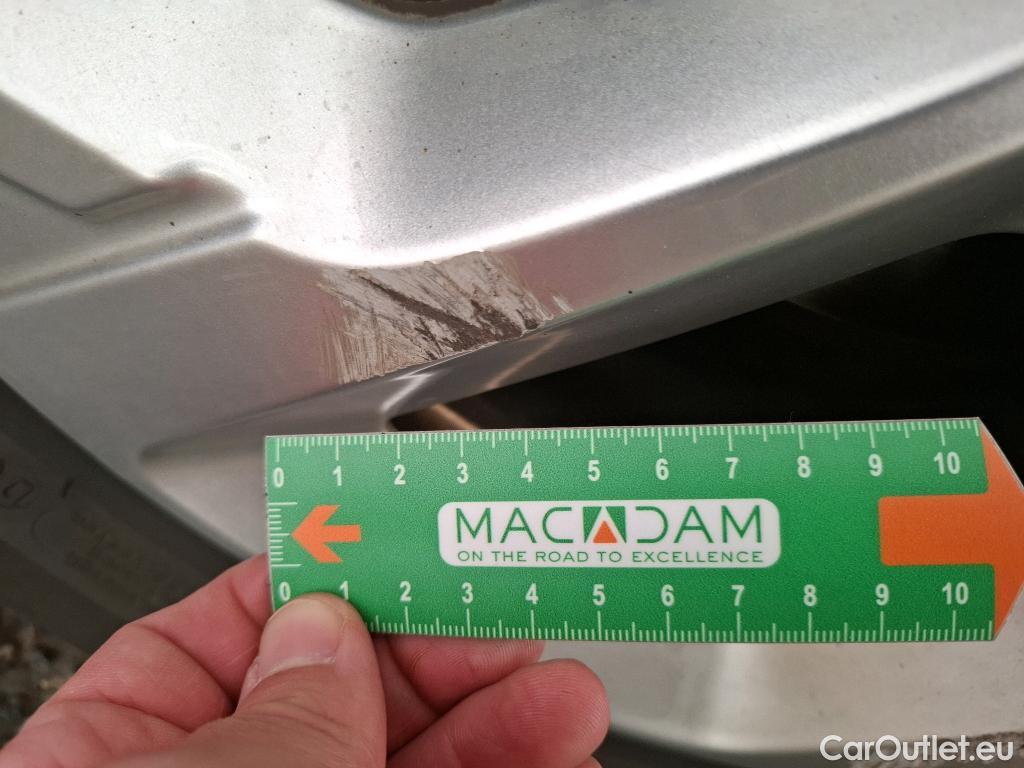 0 1 2 3 4 5 6 7 8 9 10
MACADAM
ON THE ROAD TO EXCELLENCE
0 1 2 3 4 5 6 7 8 9 10
CarOutlet.eu